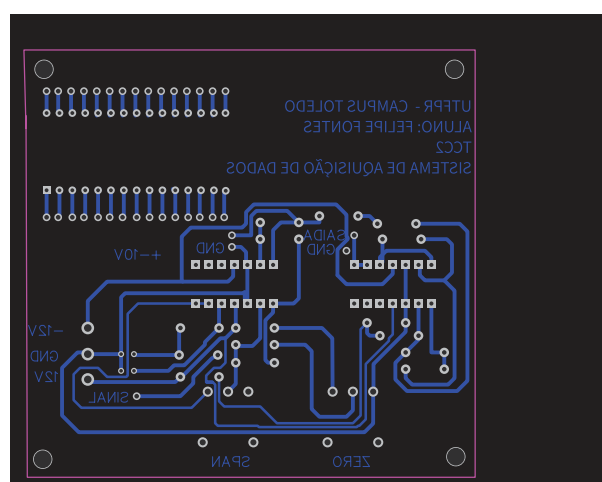 UTFPR - CAMPUS TOLEDO
ALUNO: FELIPE FONTES
TCC2
SISTEMA DE AQUISIÇÃO DE DADOS
SAIDA
GND
GND
+-10V
-12V
GND
12V
SINAL
SPAN
ZERO